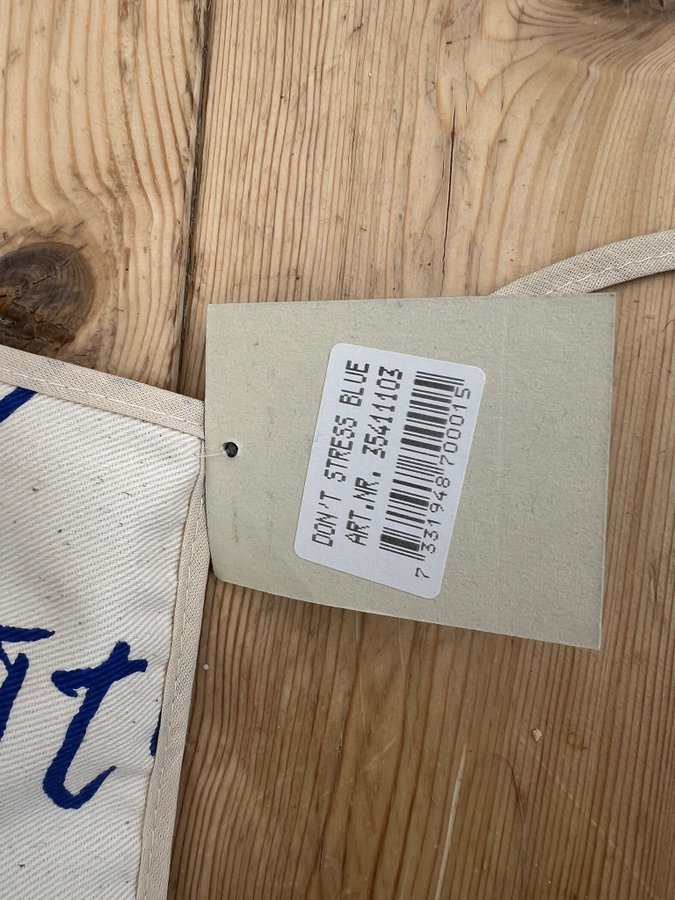 DON'T STRESS BLUE
ART.NR. 35411103
7 331948 700015
t